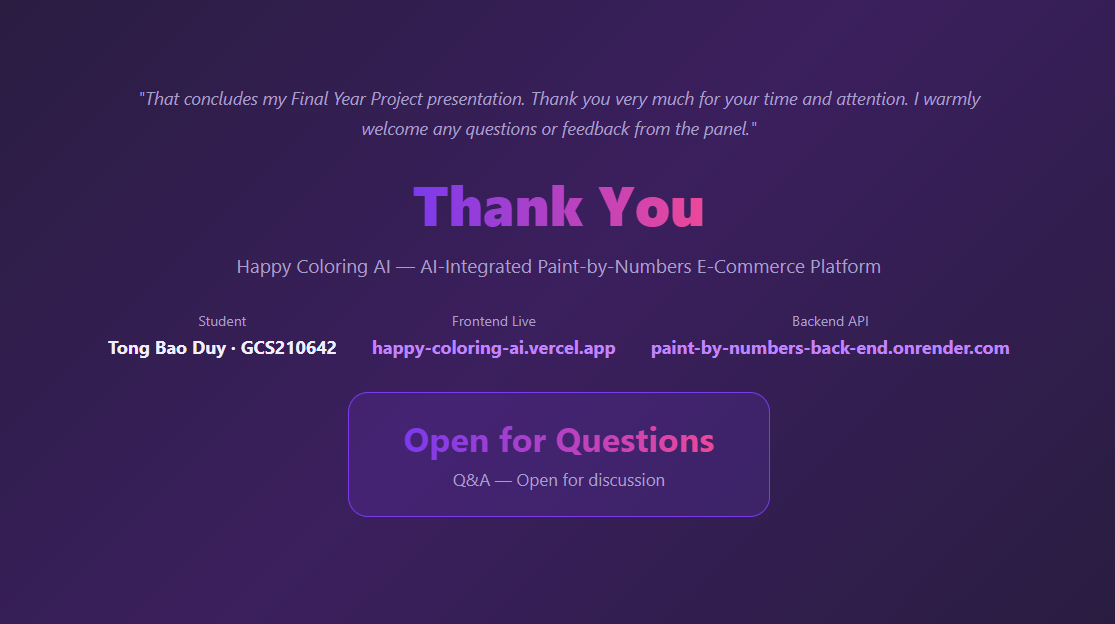 "That concludes my Final Year Project presentation. Thank you very much for your time and attention. I warmly
welcome any questions or feedback from the panel."
Thank You
Happy Coloring AI — AI-Integrated Paint-by-Numbers E-Commerce Platform
Student
Tong Bao Duy · GCS210642
Frontend Live
happy-coloring-ai.vercel.app
Backend API
paint-by-numbers-back-end.onrender.com
Open for Questions
Q&A — Open for discussion